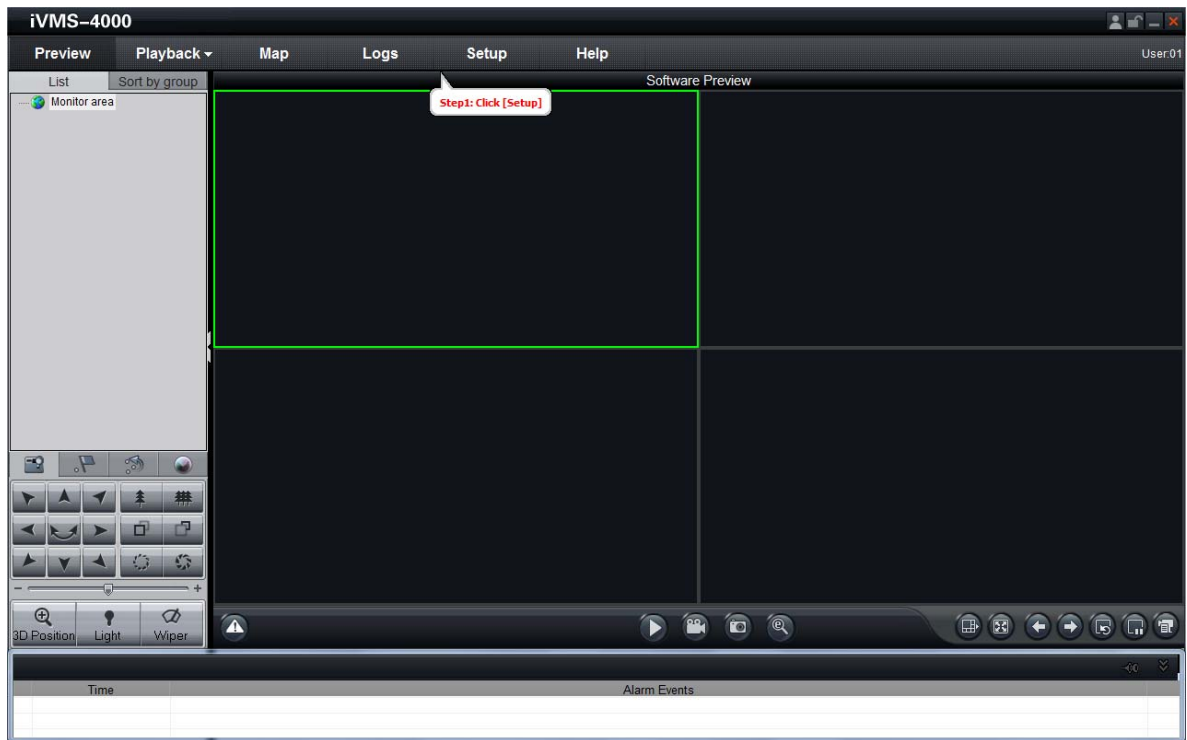 iVMS-4000
Preview Playback Map Logs Setup Help User:01
List Sort by group Software Preview
Monitor area
Step1: Click [Setup]
3D Position Light Wiper
Time Alarm Events